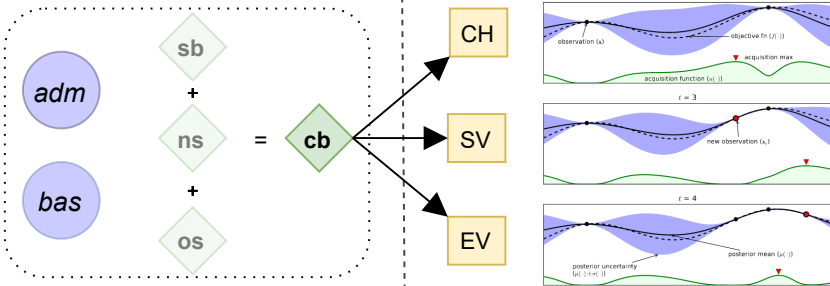 adm
bas
sb
+
ns
+
os
=
cb
CH
SV
EV
observation (x)
objective fn (f(·))
acquisition max
acquisition function (u(·))
t = 3
new observation (xₜ)
t = 4
posterior mean (μ(·))
posterior uncertainty
(μ(·) ± σ(·))